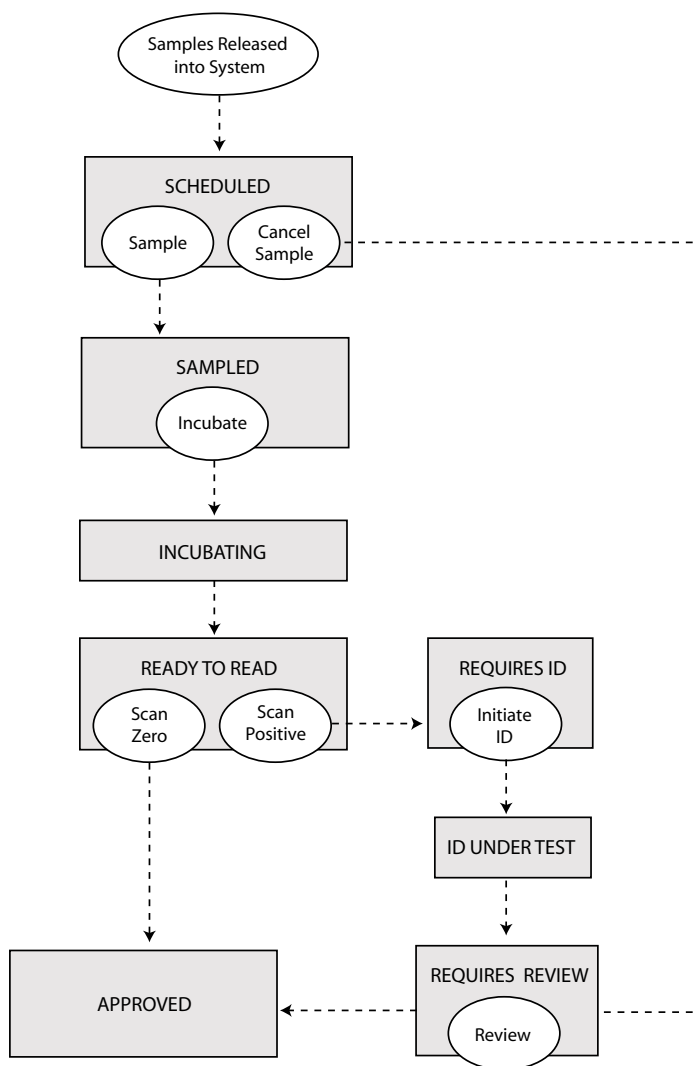 Samples Released
into System
SCHEDULED
Sample
Cancel
Sample
SAMPLED
Incubate
INCUBATING
READY TO READ
Scan
Zero
Scan
Positive
REQUIRES ID
Initiate
ID
ID UNDER TEST
APPROVED
REQUIRES REVIEW
Review